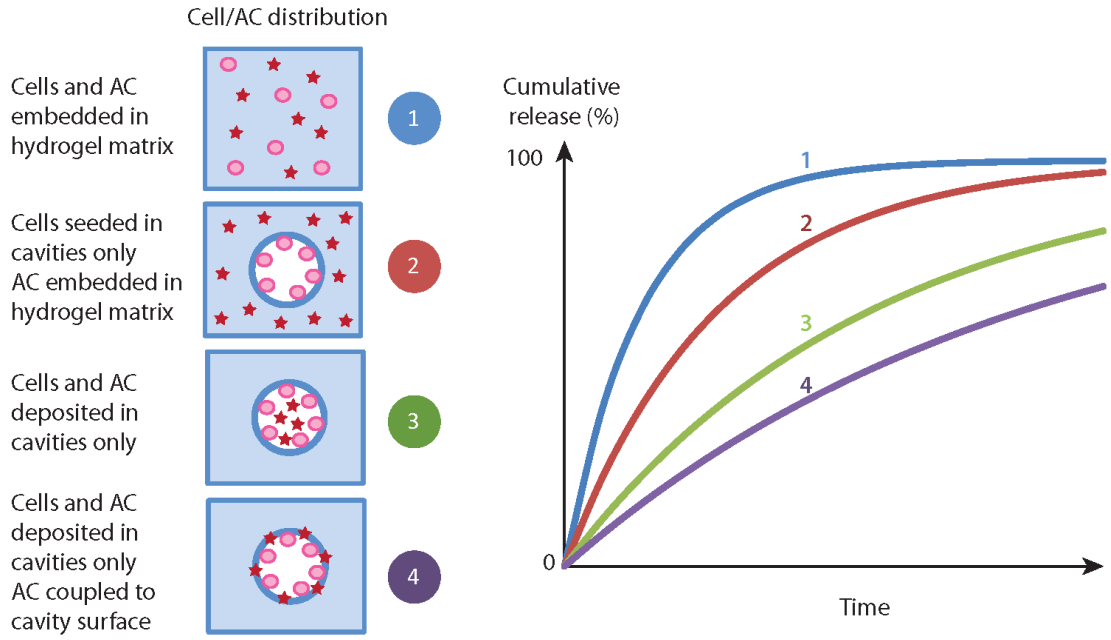 Cell/AC distribution
Cells and AC
embedded in
hydrogel matrix
1
Cells seeded in
cavities only
AC embedded in
hydrogel matrix
2
Cells and AC
deposited in
cavities only
3
Cells and AC
deposited in
cavities only
AC coupled to
cavity surface
4
Cumulative
release (%)
100
1
2
3
4
0
Time